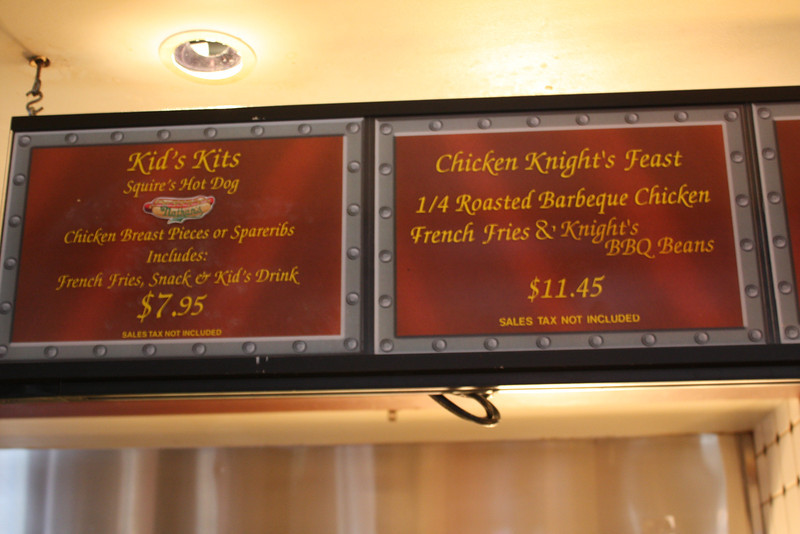 Kid's Kits
Squire's Hot Dog
Chicken Breast Pieces or Spareribs
Includes:
French Fries, Snack & Kid's Drink
$7.95
SALES TAX NOT INCLUDED
Chicken Knight's Feast
1/4 Roasted Barbeque Chicken
French Fries & Knight's
BBQ Beans
$11.45
SALES TAX NOT INCLUDED